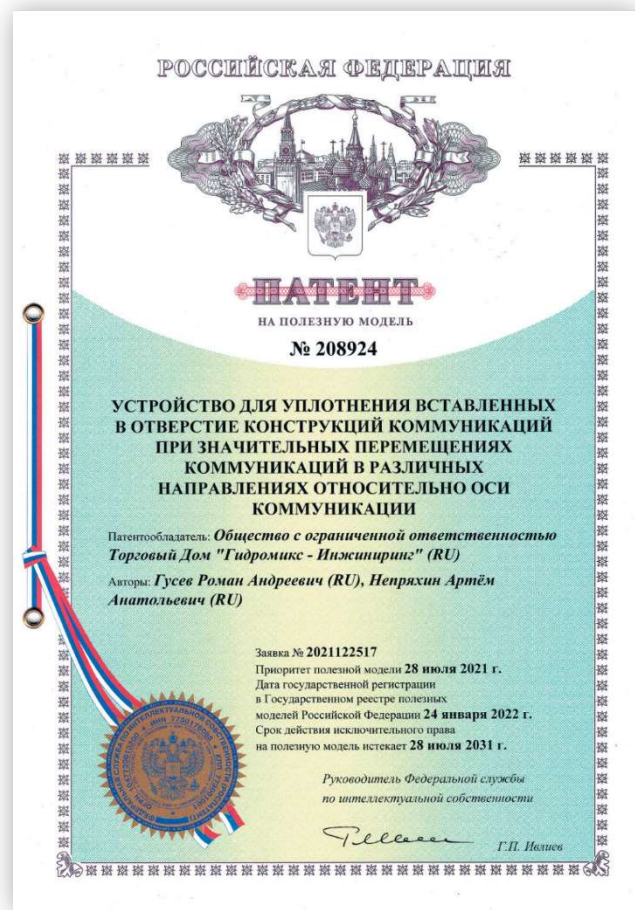 РОССИЙСКАЯ ФЕДЕРАЦИЯ
ПАТЕНТ
НА ПОЛЕЗНУЮ МОДЕЛЬ
№ 208924
УСТРОЙСТВО ДЛЯ УПЛОТНЕНИЯ ВСТАВЛЕННЫХ
В ОТВЕРСТИЕ КОНСТРУКЦИЙ КОММУНИКАЦИЙ
ПРИ ЗНАЧИТЕЛЬНЫХ ПЕРЕМЕЩЕНИЯХ
КОММУНИКАЦИЙ В РАЗЛИЧНЫХ
НАПРАВЛЕНИЯХ ОТНОСИТЕЛЬНО ОСИ
КОММУНИКАЦИИ
Патентообладатель: Общество с ограниченной ответственностью
Торговый Дом "Гидромикс - Инжиниринг" (RU)
Авторы: Гусев Роман Андреевич (RU), Непряхин Артём
Анатольевич (RU)
Заявка № 2021122517
Приоритет полезной модели 28 июля 2021 г.
Дата государственной регистрации
в Государственном реестре полезных
моделей Российской Федерации 24 января 2022 г.
Срок действия исключительного права
на полезную модель истекает 28 июля 2031 г.
Руководитель Федеральной службы
по интеллектуальной собственности
Г.П. Ивлиев